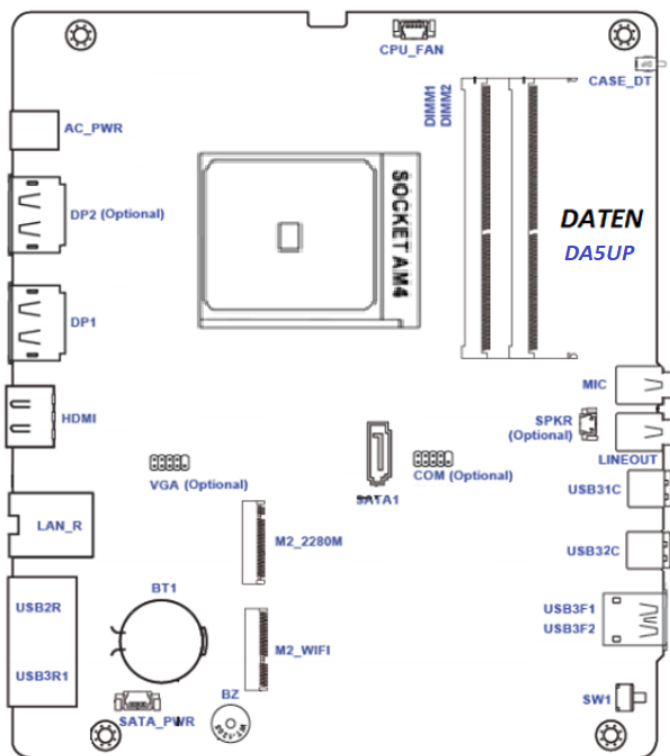 CPU_FAN
CASE_DT
DIMM1
DIMM2
AC_PWR
SOCKET AM4
DP2 (Optional)
DATEN
DA5UP
DP1
MIC
HDMI
SPKR
(Optional)
LINEOUT
VGA (Optional)
COM (Optional)
SATA1
USB31C
LAN_R
M2_2280M
USB32C
BT1
USB2R
USB3F1
USB3F2
M2_WIFI
USB3R1
BZ
SW1
SATA_PWR